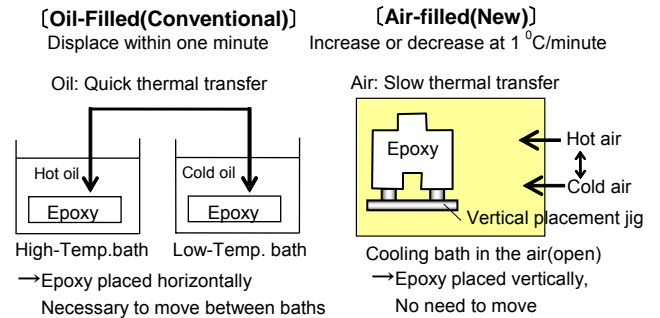 〔Oil-Filled(Conventional)〕
Displace within one minute
Oil: Quick thermal transfer
Hot oil
Epoxy
High-Temp.bath
Cold oil
Epoxy
Low-Temp. bath
→Epoxy placed horizontally
Necessary to move between baths
〔Air-filled(New)〕
Increase or decrease at 1 ⁰C/minute
Air: Slow thermal transfer
Epoxy
Hot air
Cold air
Vertical placement jig
Cooling bath in the air(open)
→Epoxy placed vertically,
No need to move